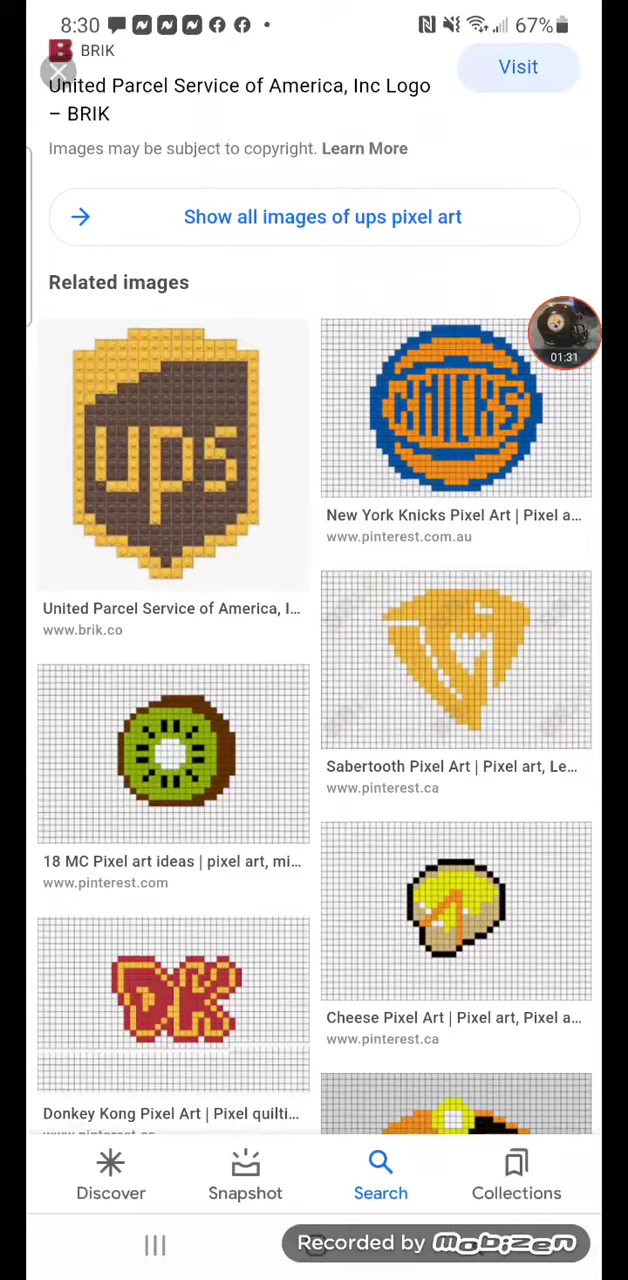 8:30
67%
BRIK
United Parcel Service of America, Inc Logo
– BRIK
Visit
Images may be subject to copyright. Learn More
Show all images of ups pixel art
Related images
ups
United Parcel Service of America, I...
www.brik.co
18 MC Pixel art ideas | pixel art, mi...
www.pinterest.com
DK
Donkey Kong Pixel Art | Pixel quilti...
KNICKS
01:31
New York Knicks Pixel Art | Pixel a...
www.pinterest.com.au
Sabertooth Pixel Art | Pixel art, Le...
www.pinterest.ca
Cheese Pixel Art | Pixel art, Pixel a...
www.pinterest.ca
Discover
Snapshot
Search
Collections
Recorded by mobizen